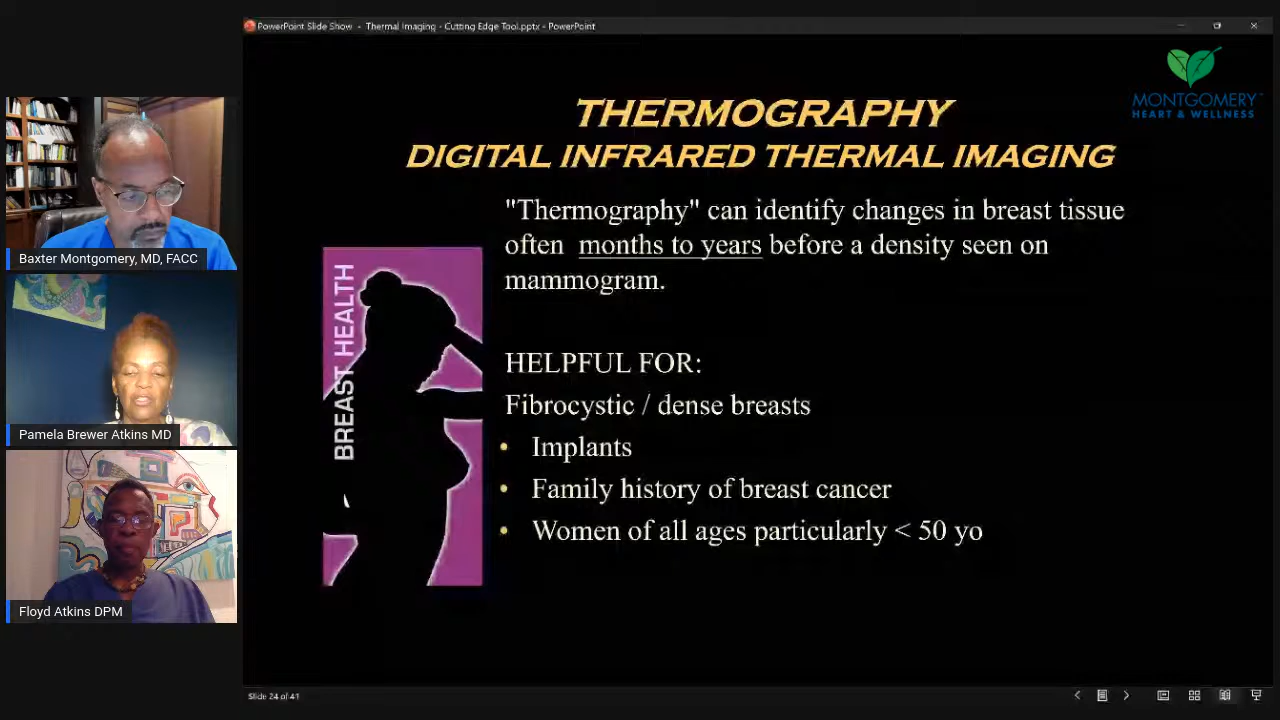 PowerPoint Slide Show - Thermal Imaging - Cutting Edge Tool.pptx - PowerPoint
MONTGOMERY
HEART & WELLNESS
THERMOGRAPHY
DIGITAL INFRARED THERMAL IMAGING
"Thermography" can identify changes in breast tissue
often months to years before a density seen on
mammogram.
BREAST HEALTH
HELPFUL FOR:
Fibrocystic / dense breasts
• Implants
• Family history of breast cancer
• Women of all ages particularly < 50 yo
Baxter Montgomery, MD, FACC
Pamela Brewer Atkins MD
Floyd Atkins DPM
Slide 24 of 41